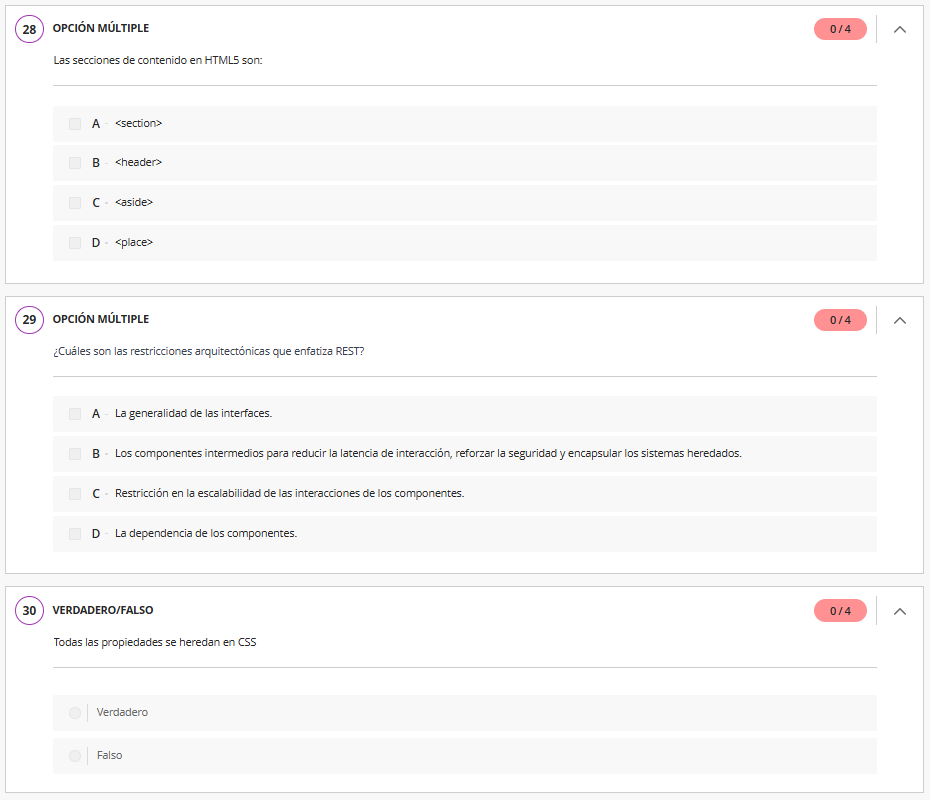 28 OPCIÓN MÚLTIPLE 0 / 4
Las secciones de contenido en HTML5 son:
A - <section>
B - <header>
C - <aside>
D - <place>
29 OPCIÓN MÚLTIPLE 0 / 4
¿Cuáles son las restricciones arquitectónicas que enfatiza REST?
A - La generalidad de las interfaces.
B - Los componentes intermedios para reducir la latencia de interacción, reforzar la seguridad y encapsular los sistemas heredados.
C - Restricción en la escalabilidad de las interacciones de los componentes.
D - La dependencia de los componentes.
30 VERDADERO/FALSO 0 / 4
Todas las propiedades se heredan en CSS
Verdadero
Falso